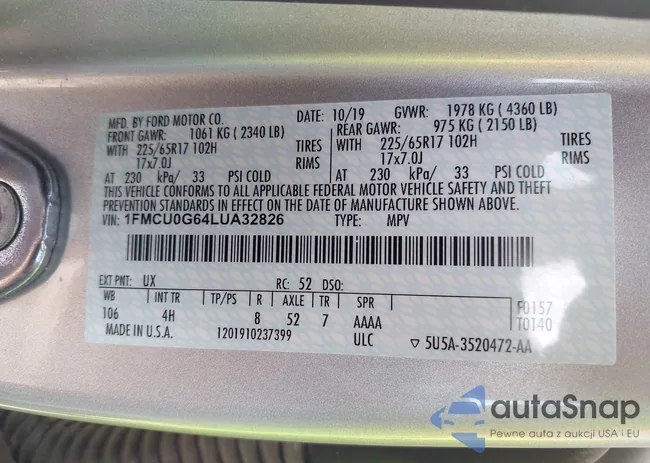 MFD. BY FORD MOTOR CO. DATE: 10/19 GVWR: 1978 KG (4360 LB)
FRONT GAWR: 1061 KG (2340 LB) REAR GAWR: 975 KG (2150 LB)
WITH 225/65R17 102H TIRES WITH 225/65R17 102H TIRES
17x7.0J RIMS 17x7.0J RIMS
AT 230 kPa/ 33 PSI COLD AT 230 kPa/ 33 PSI COLD
THIS VEHICLE CONFORMS TO ALL APPLICABLE FEDERAL MOTOR VEHICLE SAFETY AND THEFT
PREVENTION STANDARDS IN EFFECT ON THE DATE OF MANUFACTURE SHOWN ABOVE.
VIN: 1FMCU0G64LUA32826 TYPE: MPV
EXT PNT: UX RC: 52 DSO:
WB INT TR TP/PS R AXLE TR SPR F0157
106 4H 8 52 7 AAAA T0140
MADE IN U.S.A. 1201910237399 ULC ▽ 5U5A-3520472-AA
autaSnap
Pewne auta z aukcji USA i EU